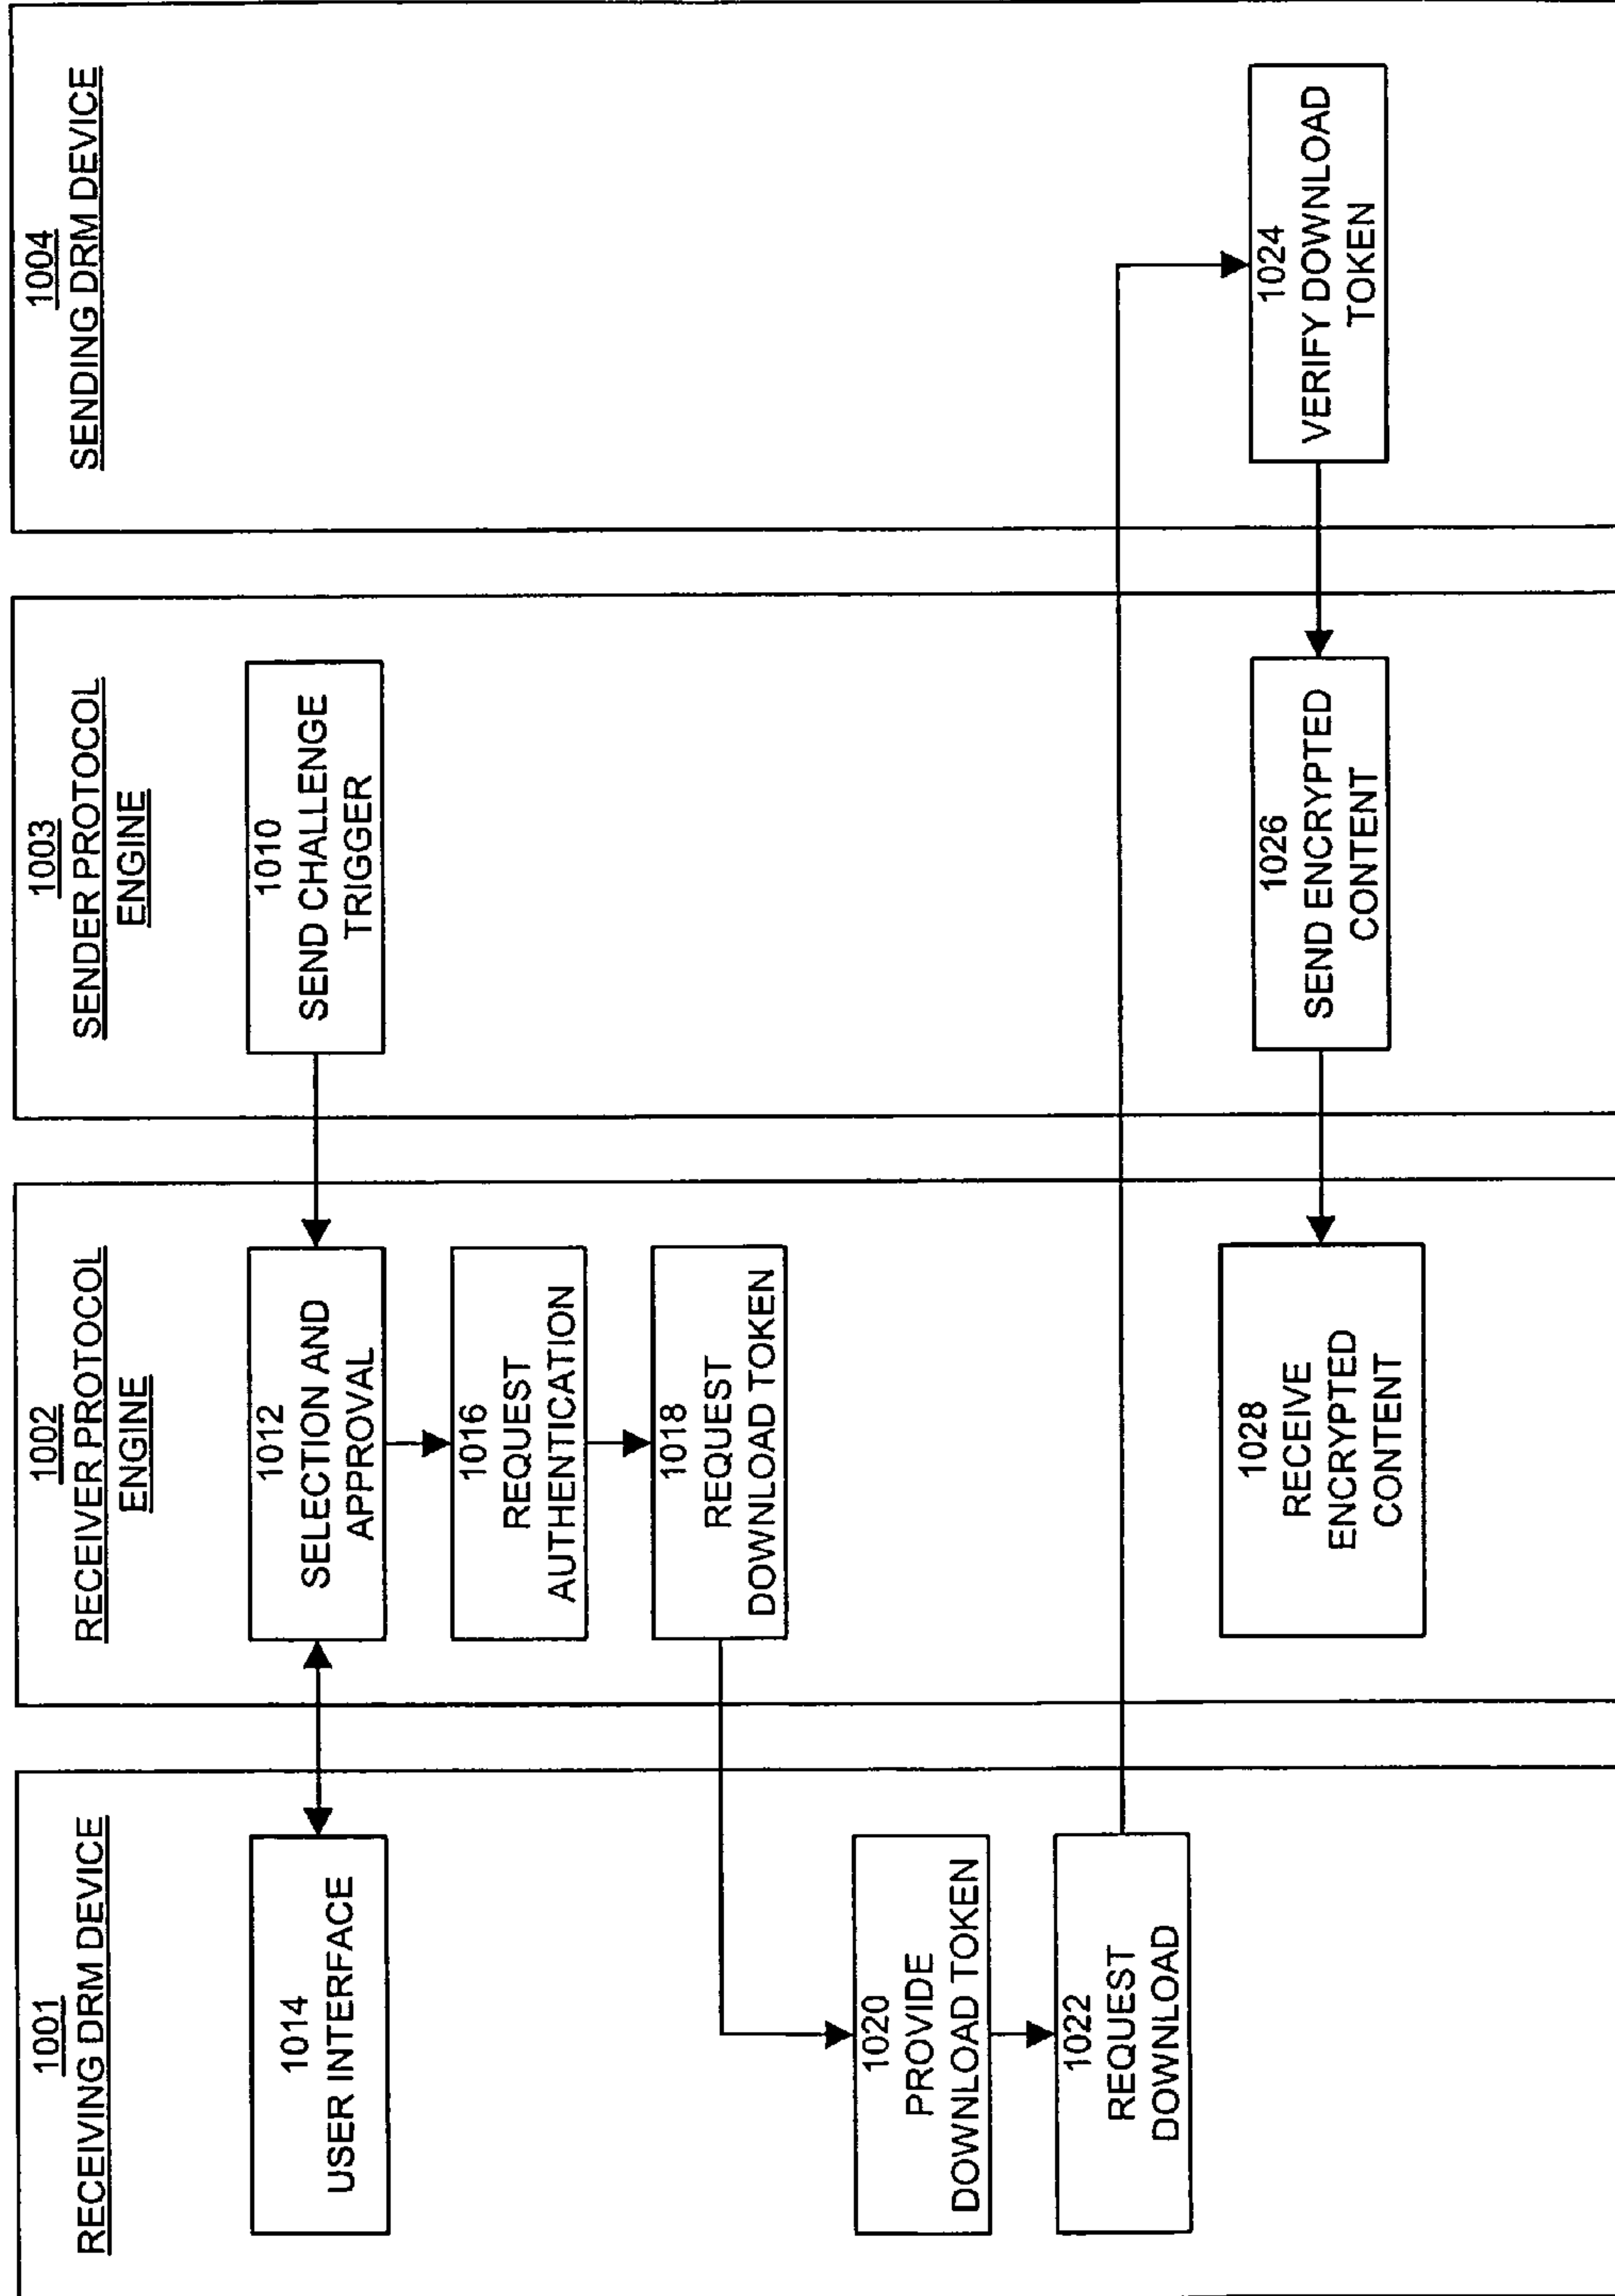 1001
RECEIVING DRM DEVICE
1014
USER INTERFACE
1020
PROVIDE
DOWNLOAD TOKEN
1022
REQUEST
DOWNLOAD
1002
RECEIVER PROTOCOL
ENGINE
1012
SELECTION AND
APPROVAL
1016
REQUEST
AUTHENTICATION
1018
REQUEST
DOWNLOAD TOKEN
1028
RECEIVE
ENCRYPTED
CONTENT
1003
SENDER PROTOCOL
ENGINE
1010
SEND CHALLENGE
TRIGGER
1026
SEND ENCRYPTED
CONTENT
1004
SENDING DRM DEVICE
1024
VERIFY DOWNLOAD
TOKEN